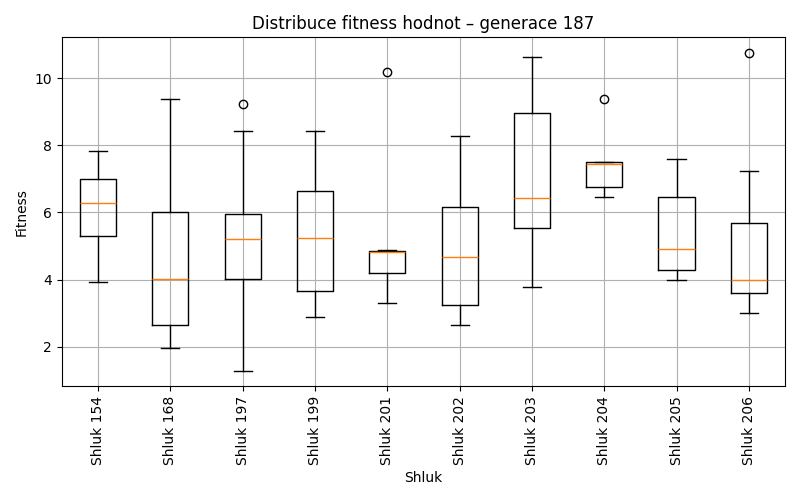 Distribuce fitness hodnot – generace 187
Fitness
10
8
6
4
2
Shluk 154
Shluk 168
Shluk 197
Shluk 199
Shluk 201
Shluk 202
Shluk 203
Shluk 204
Shluk 205
Shluk 206
Shluk